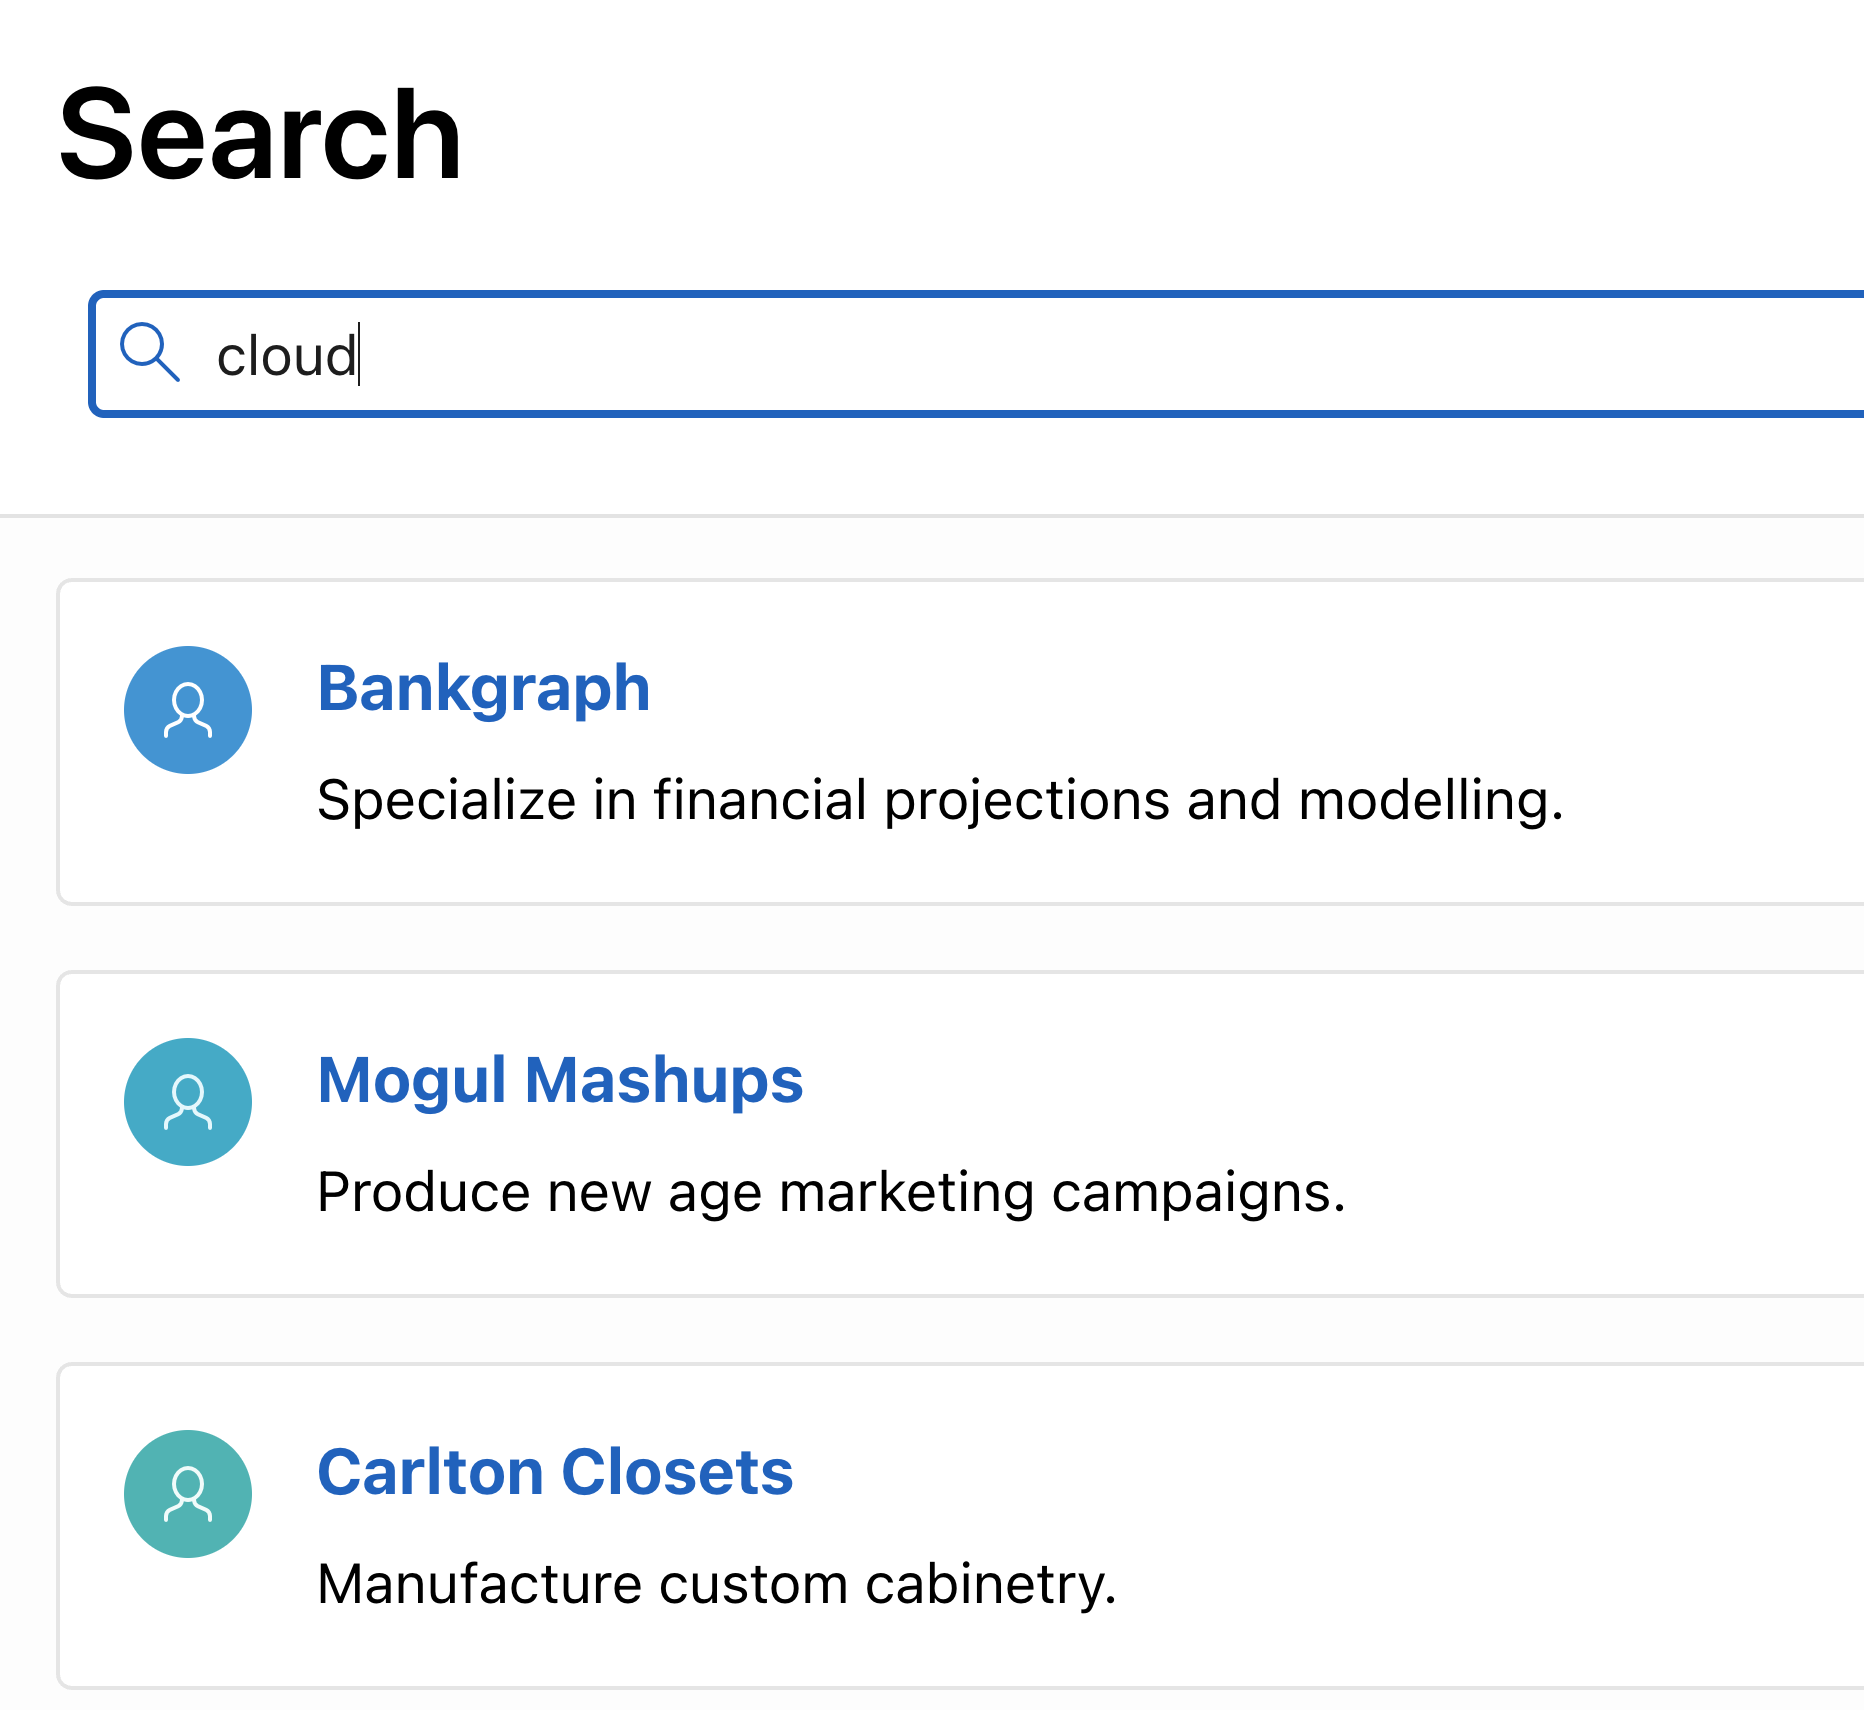 Search
cloud
Bankgraph
Specialize in financial projections and modelling.
Mogul Mashups
Produce new age marketing campaigns.
Carlton Closets
Manufacture custom cabinetry.